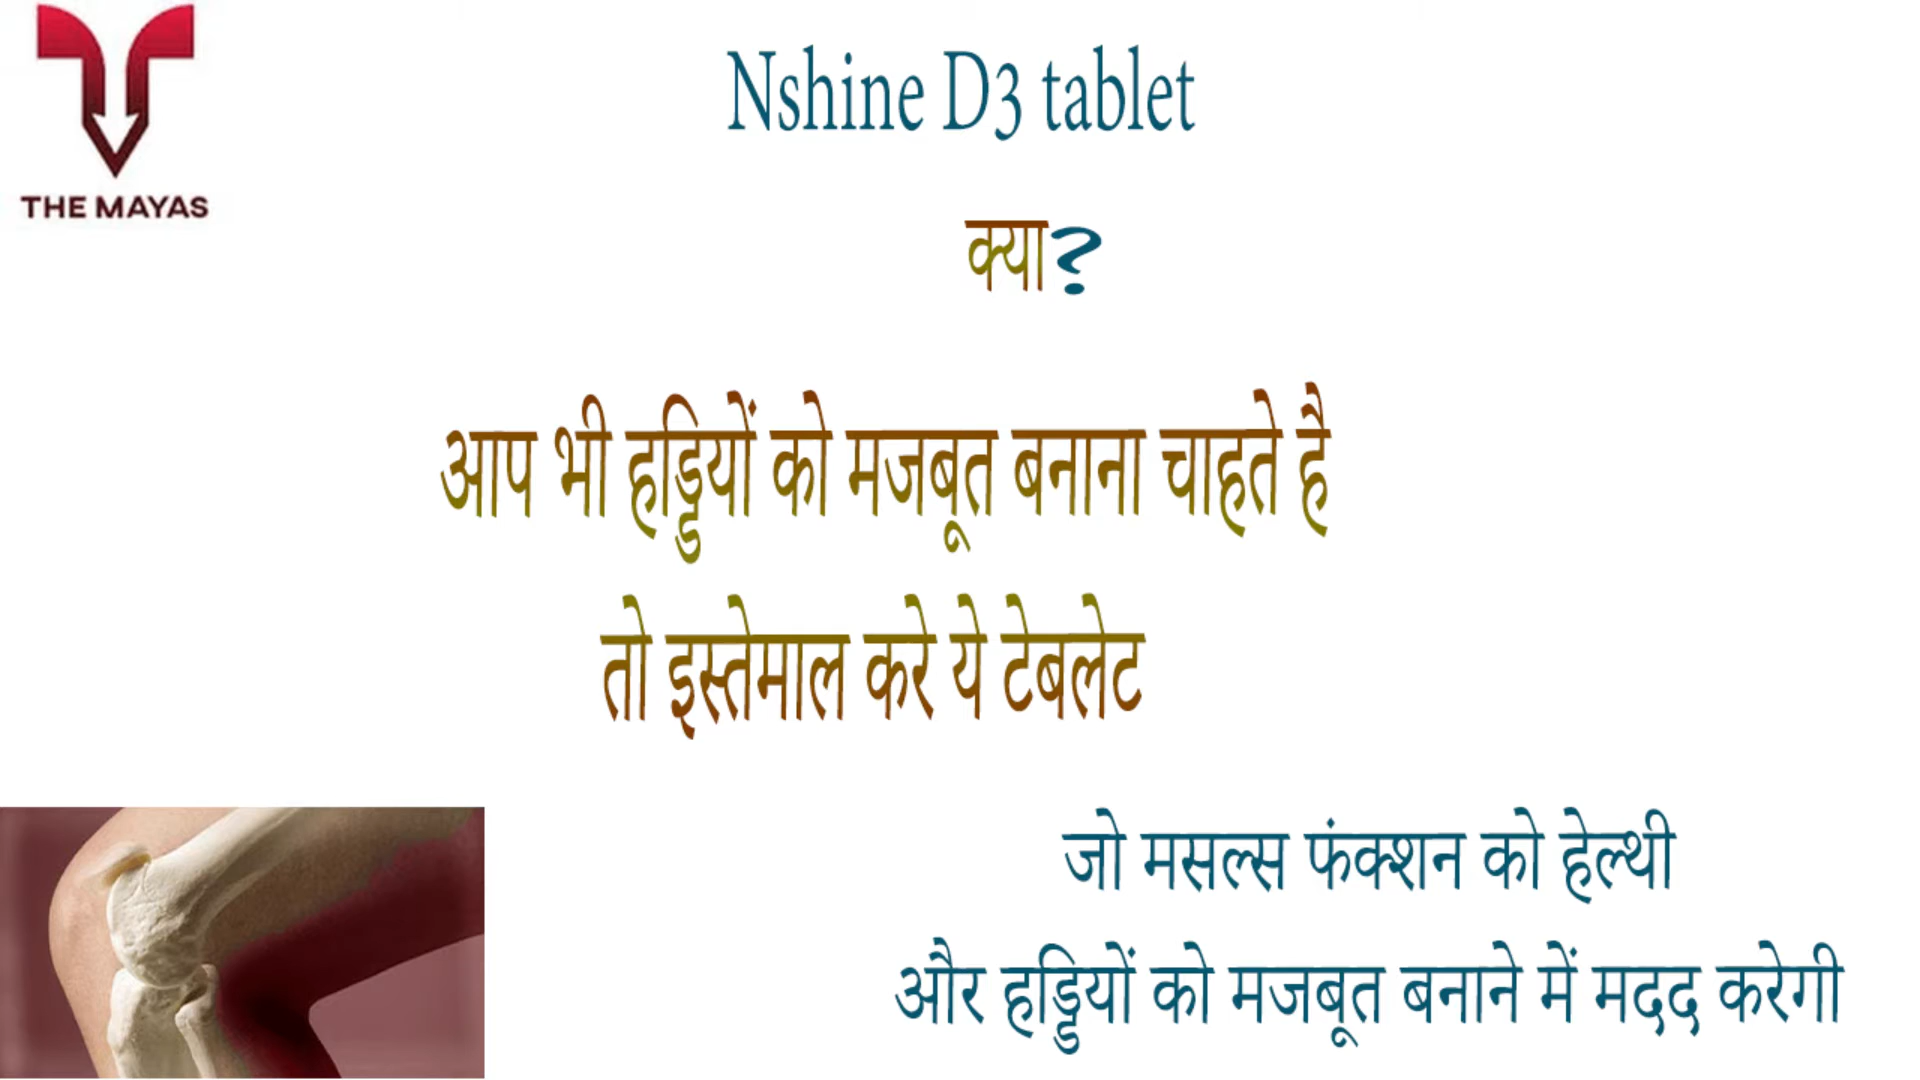 THE MAYAS
Nshine D3 tablet
क्या?
आप भी हड्डियों को मजबूत बनाना चाहते है
तो इस्तेमाल करे ये टेबलेट
जो मसल्स फंक्शन को हेल्थी
और हड्डियों को मजबूत बनाने में मदद करेगी